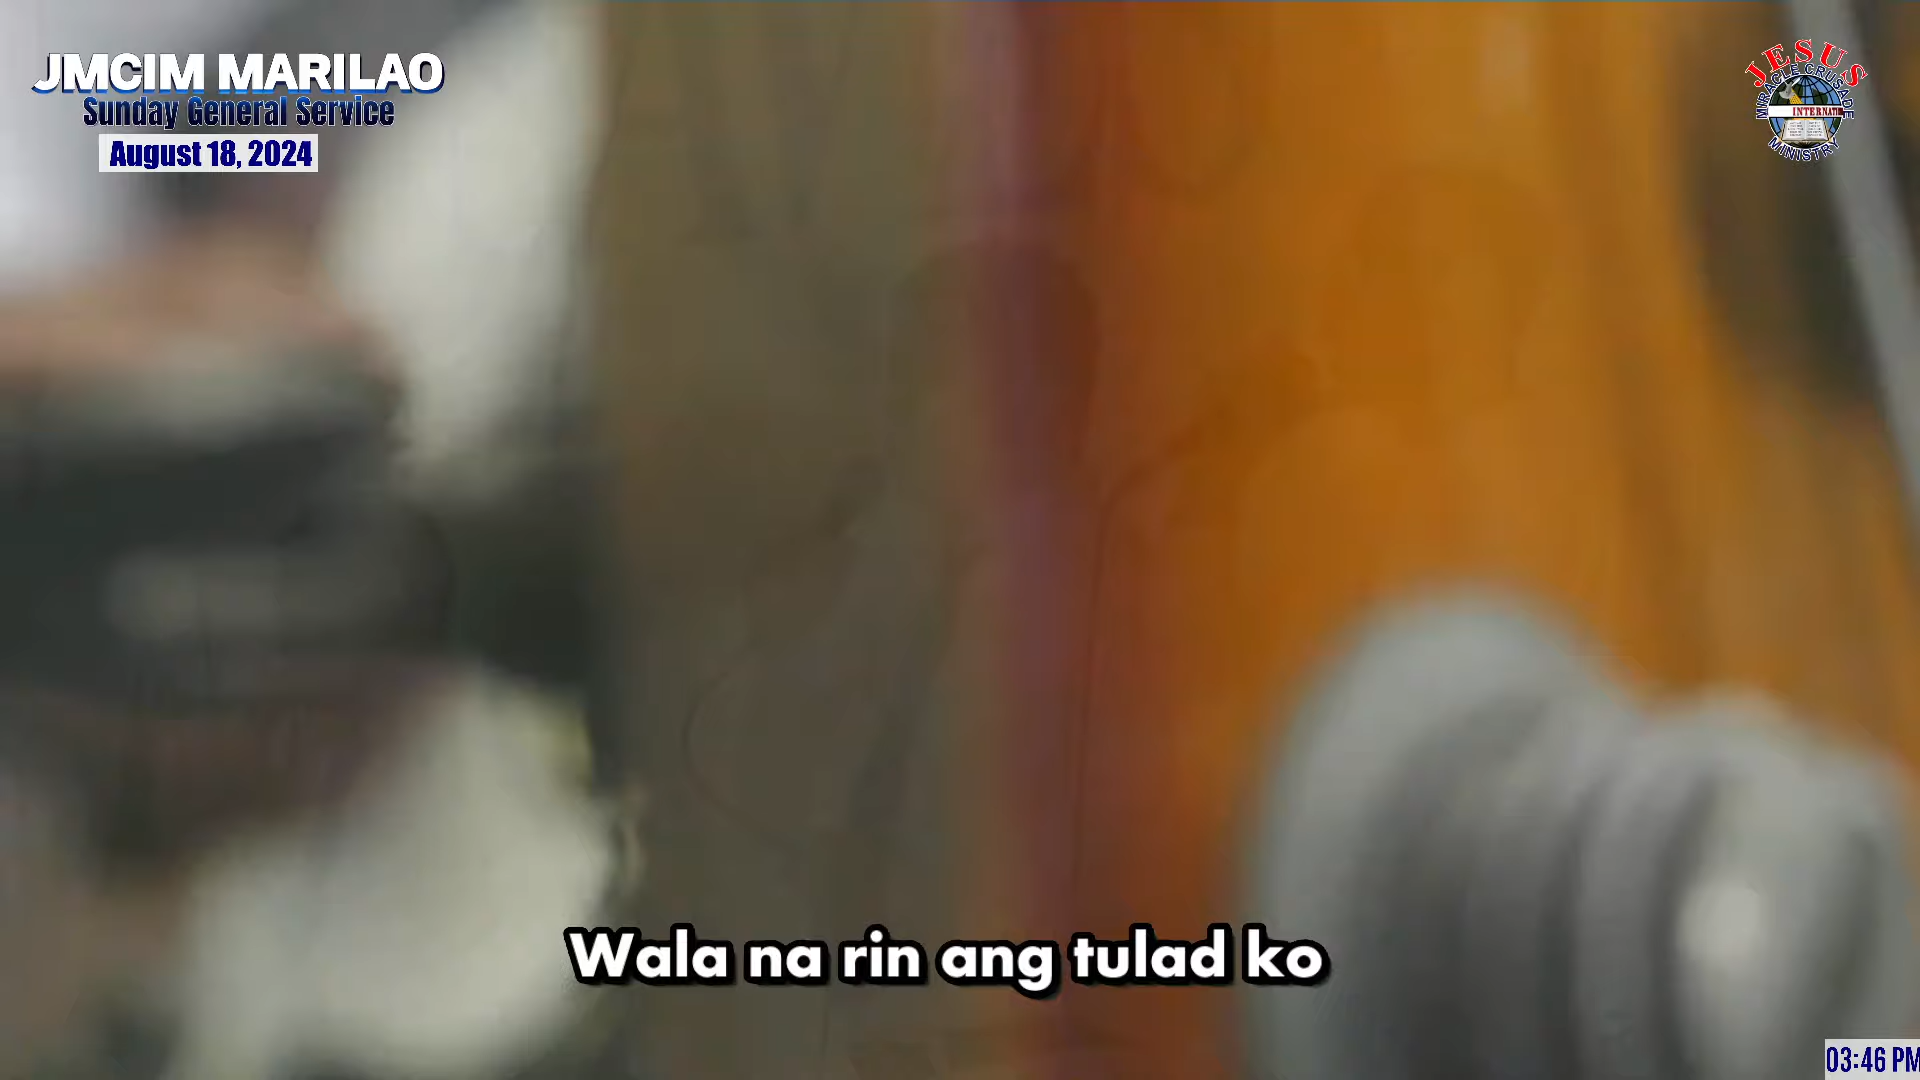 JMCIM MARILAO
Sunday General Service
August 18, 2024
JESUS
MIRACLE CRUSADE
INTERNATI
MINISTRY
Wala na rin ang tulad ko
03:46 PM